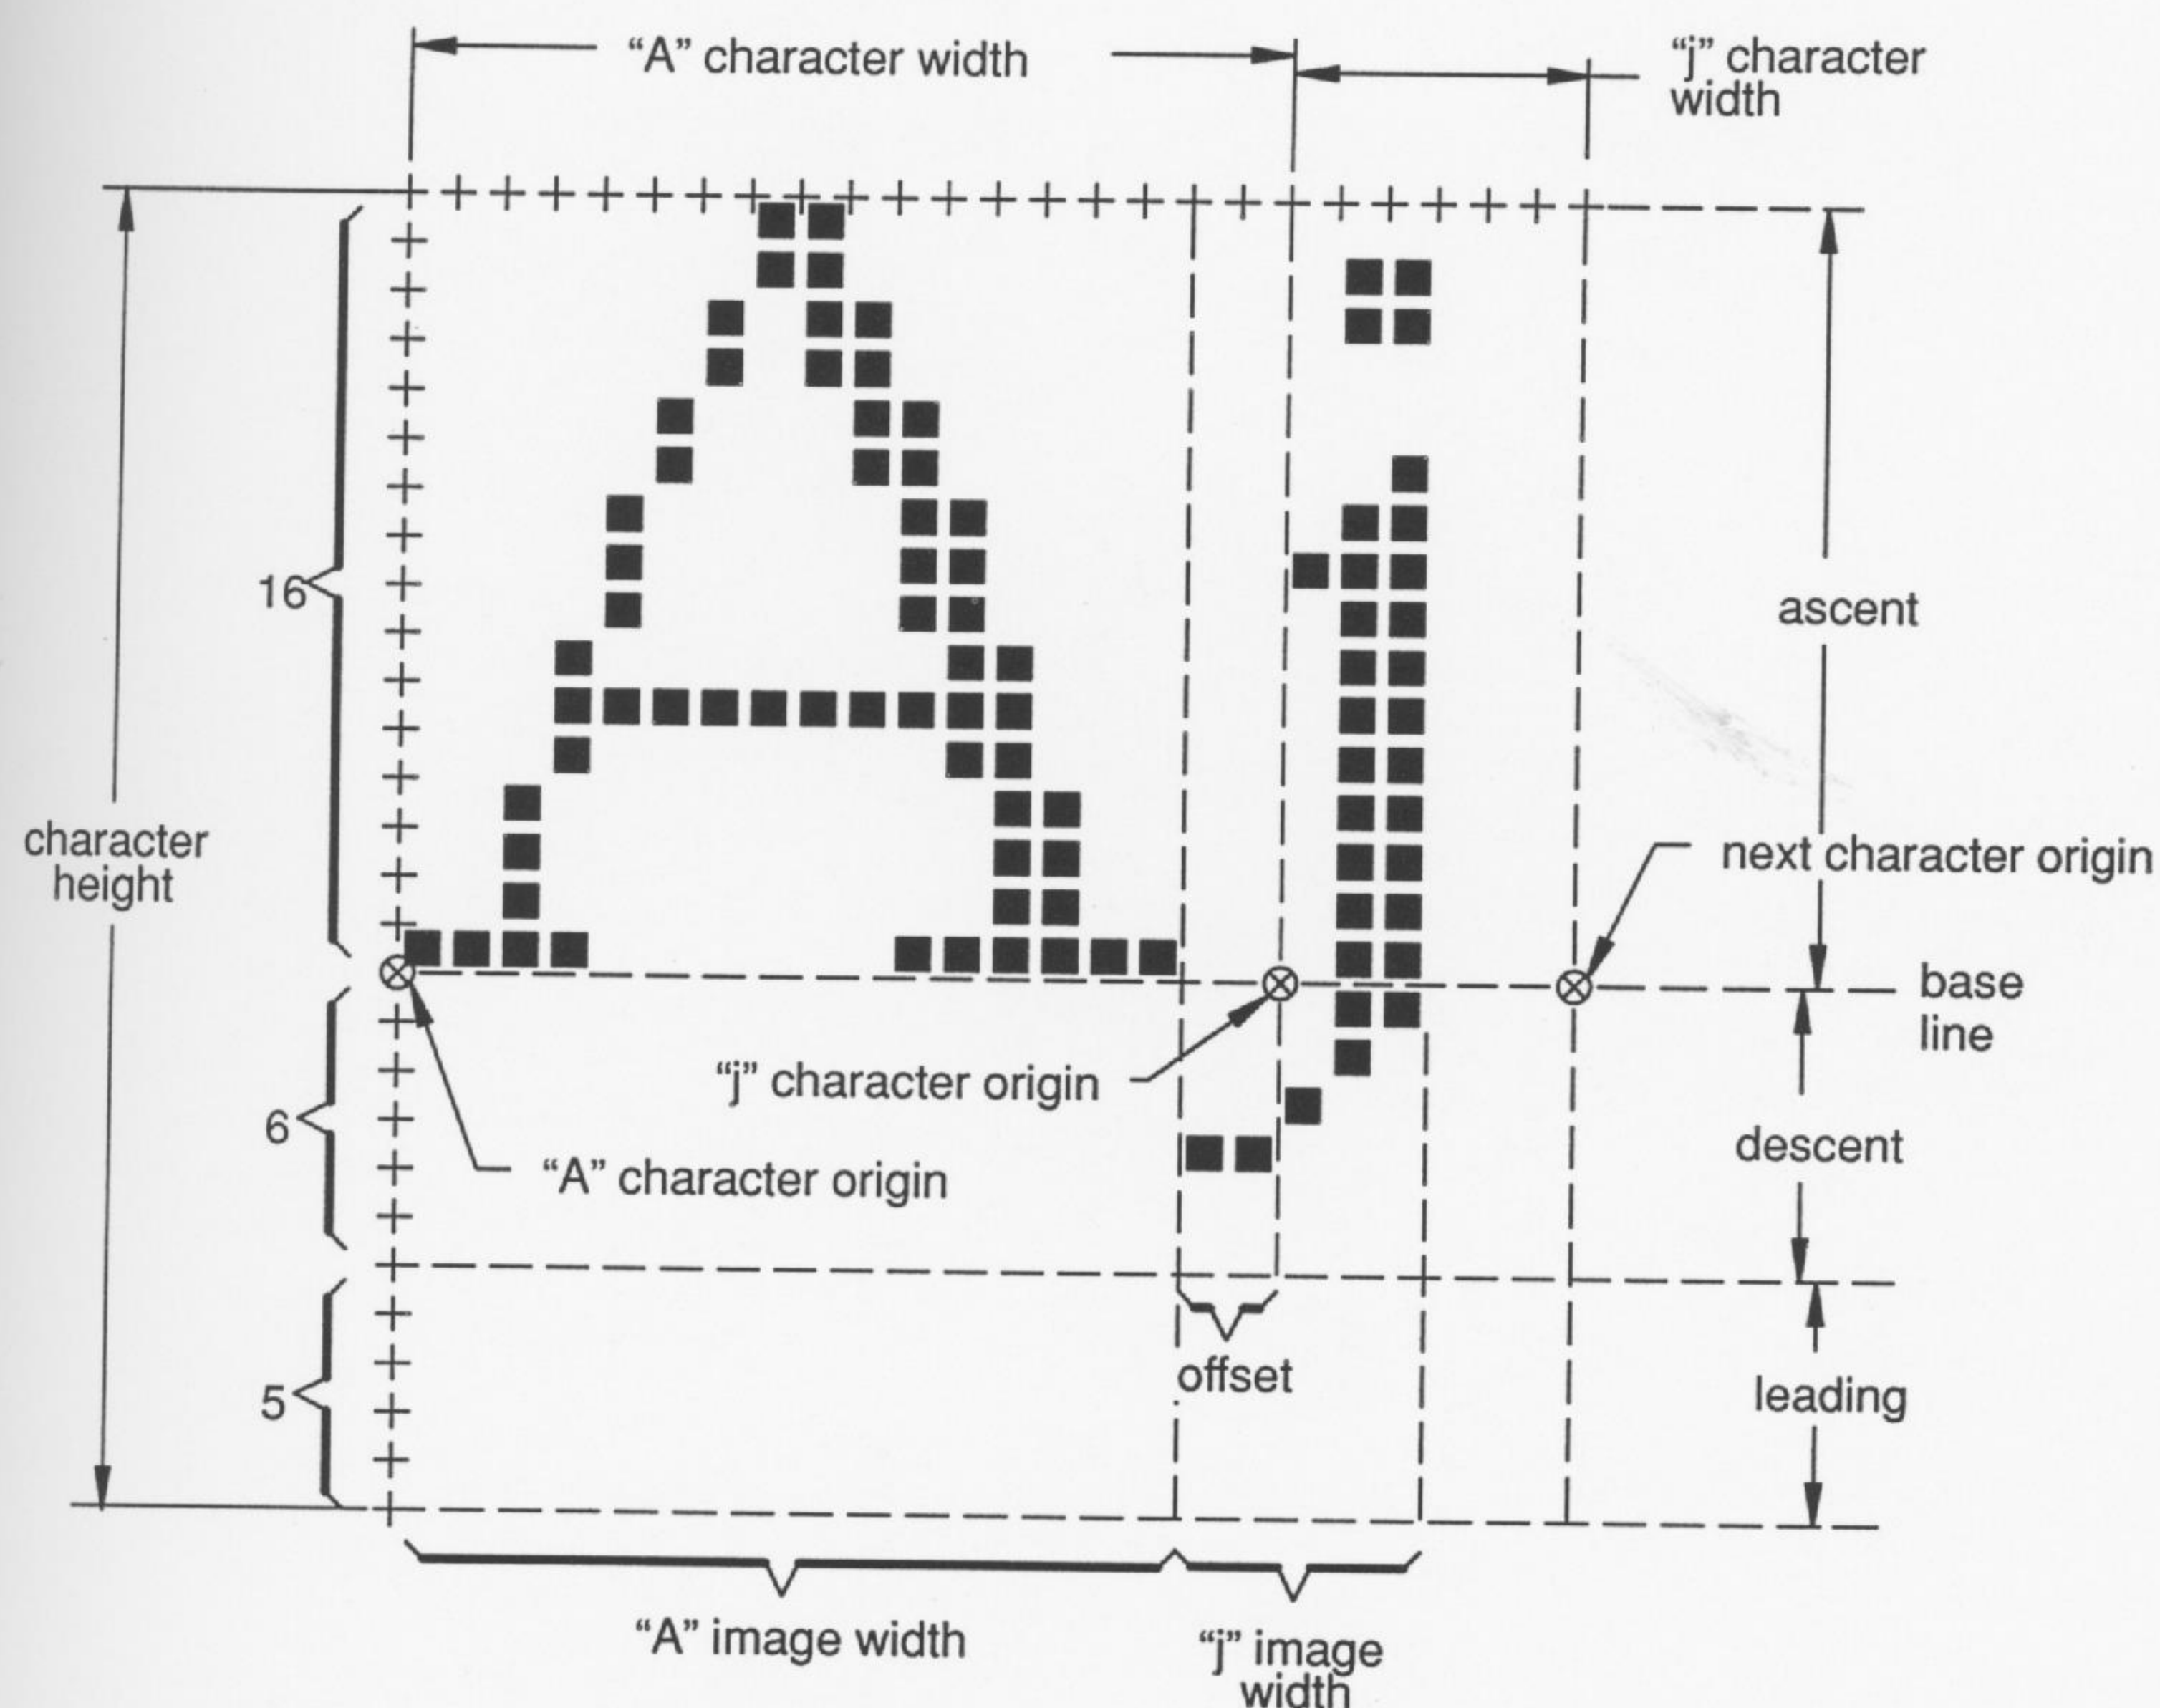 “A” character width
“j” character
width
16
ascent
character
height
next character origin
base
line
“j” character origin
6
“A” character origin
descent
offset
5
leading
“A” image width
“j” image
width